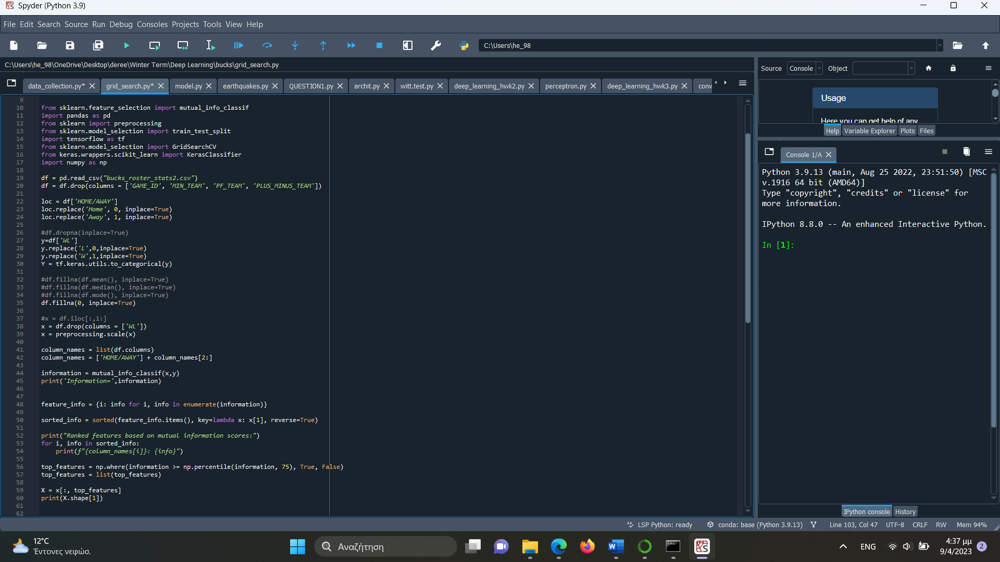 Spyder (Python 3.9)
File Edit Search Source Run Debug Consoles Projects Tools View Help
C:\Users\he_98
C:\Users\he_98\OneDrive\Desktop\deree\Winter Term\Deep Learning\bucks\grid_search.py
data_collection.py* grid_search.py* model.py earthquakes.py QUESTION1.py archit.py witt.test.py deep_learning_hwk2.py perceptron.py deep_learning_hwk3.py conv
9
10 from sklearn.feature_selection import mutual_info_classif
11 import pandas as pd
12 from sklearn import preprocessing
13 from sklearn.model_selection import train_test_split
14 import tensorflow as tf
15 from sklearn.model_selection import GridSearchCV
16 from keras.wrappers.scikit_learn import KerasClassifier
17 import numpy as np
18
19 df = pd.read_csv("bucks_roster_stats2.csv")
20 df = df.drop(columns = ['GAME_ID', 'MIN_TEAM', 'PF_TEAM', 'PLUS_MINUS_TEAM'])
21
22 loc = df['HOME/AWAY']
23 loc.replace('Home', 0, inplace=True)
24 loc.replace('Away', 1, inplace=True)
25
26 #df.dropna(inplace=True)
27 y=df['WL']
28 y.replace('L',0,inplace=True)
29 y.replace('W',1,inplace=True)
30 Y = tf.keras.utils.to_categorical(y)
31
32 #df.fillna(df.mean(), inplace=True)
33 #df.fillna(df.median(), inplace=True)
34 #df.fillna(df.mode(), inplace=True)
35 df.fillna(0, inplace=True)
36
37 #x = df.iloc[:,1:]
38 x = df.drop(columns = ['WL'])
39 x = preprocessing.scale(x)
40
41 column_names = list(df.columns)
42 column_names = ['HOME/AWAY'] + column_names[2:]
43
44 information = mutual_info_classif(x,y)
45 print('Information=',information)
46
47
48 feature_info = {i: info for i, info in enumerate(information)}
49
50 sorted_info = sorted(feature_info.items(), key=lambda x: x[1], reverse=True)
51
52 print("Ranked features based on mutual information scores:")
53 for i, info in sorted_info:
54 print(f"{column_names[i]}: {info}")
55
56 top_features = np.where(information >= np.percentile(information, 75), True, False)
57 top_features = list(top_features)
58
59 X = x[:, top_features]
60 print(X.shape[1])
61
62
Source Console Object
Usage
Here you can get help of any
Help Variable Explorer Plots Files
Console 1/A
Python 3.9.13 (main, Aug 25 2022, 23:51:50) [MSC
v.1916 64 bit (AMD64)]
Type "copyright", "credits" or "license" for
more information.
IPython 8.8.0 -- An enhanced Interactive Python.
In [1]:
IPython console History
LSP Python: ready conda: base (Python 3.9.13) Line 103, Col 47 UTF-8 CRLF RW Mem 94%
12°C
Έντονες νεφώσ.
Αναζήτηση
ENG
4:37 μμ
9/4/2023
2